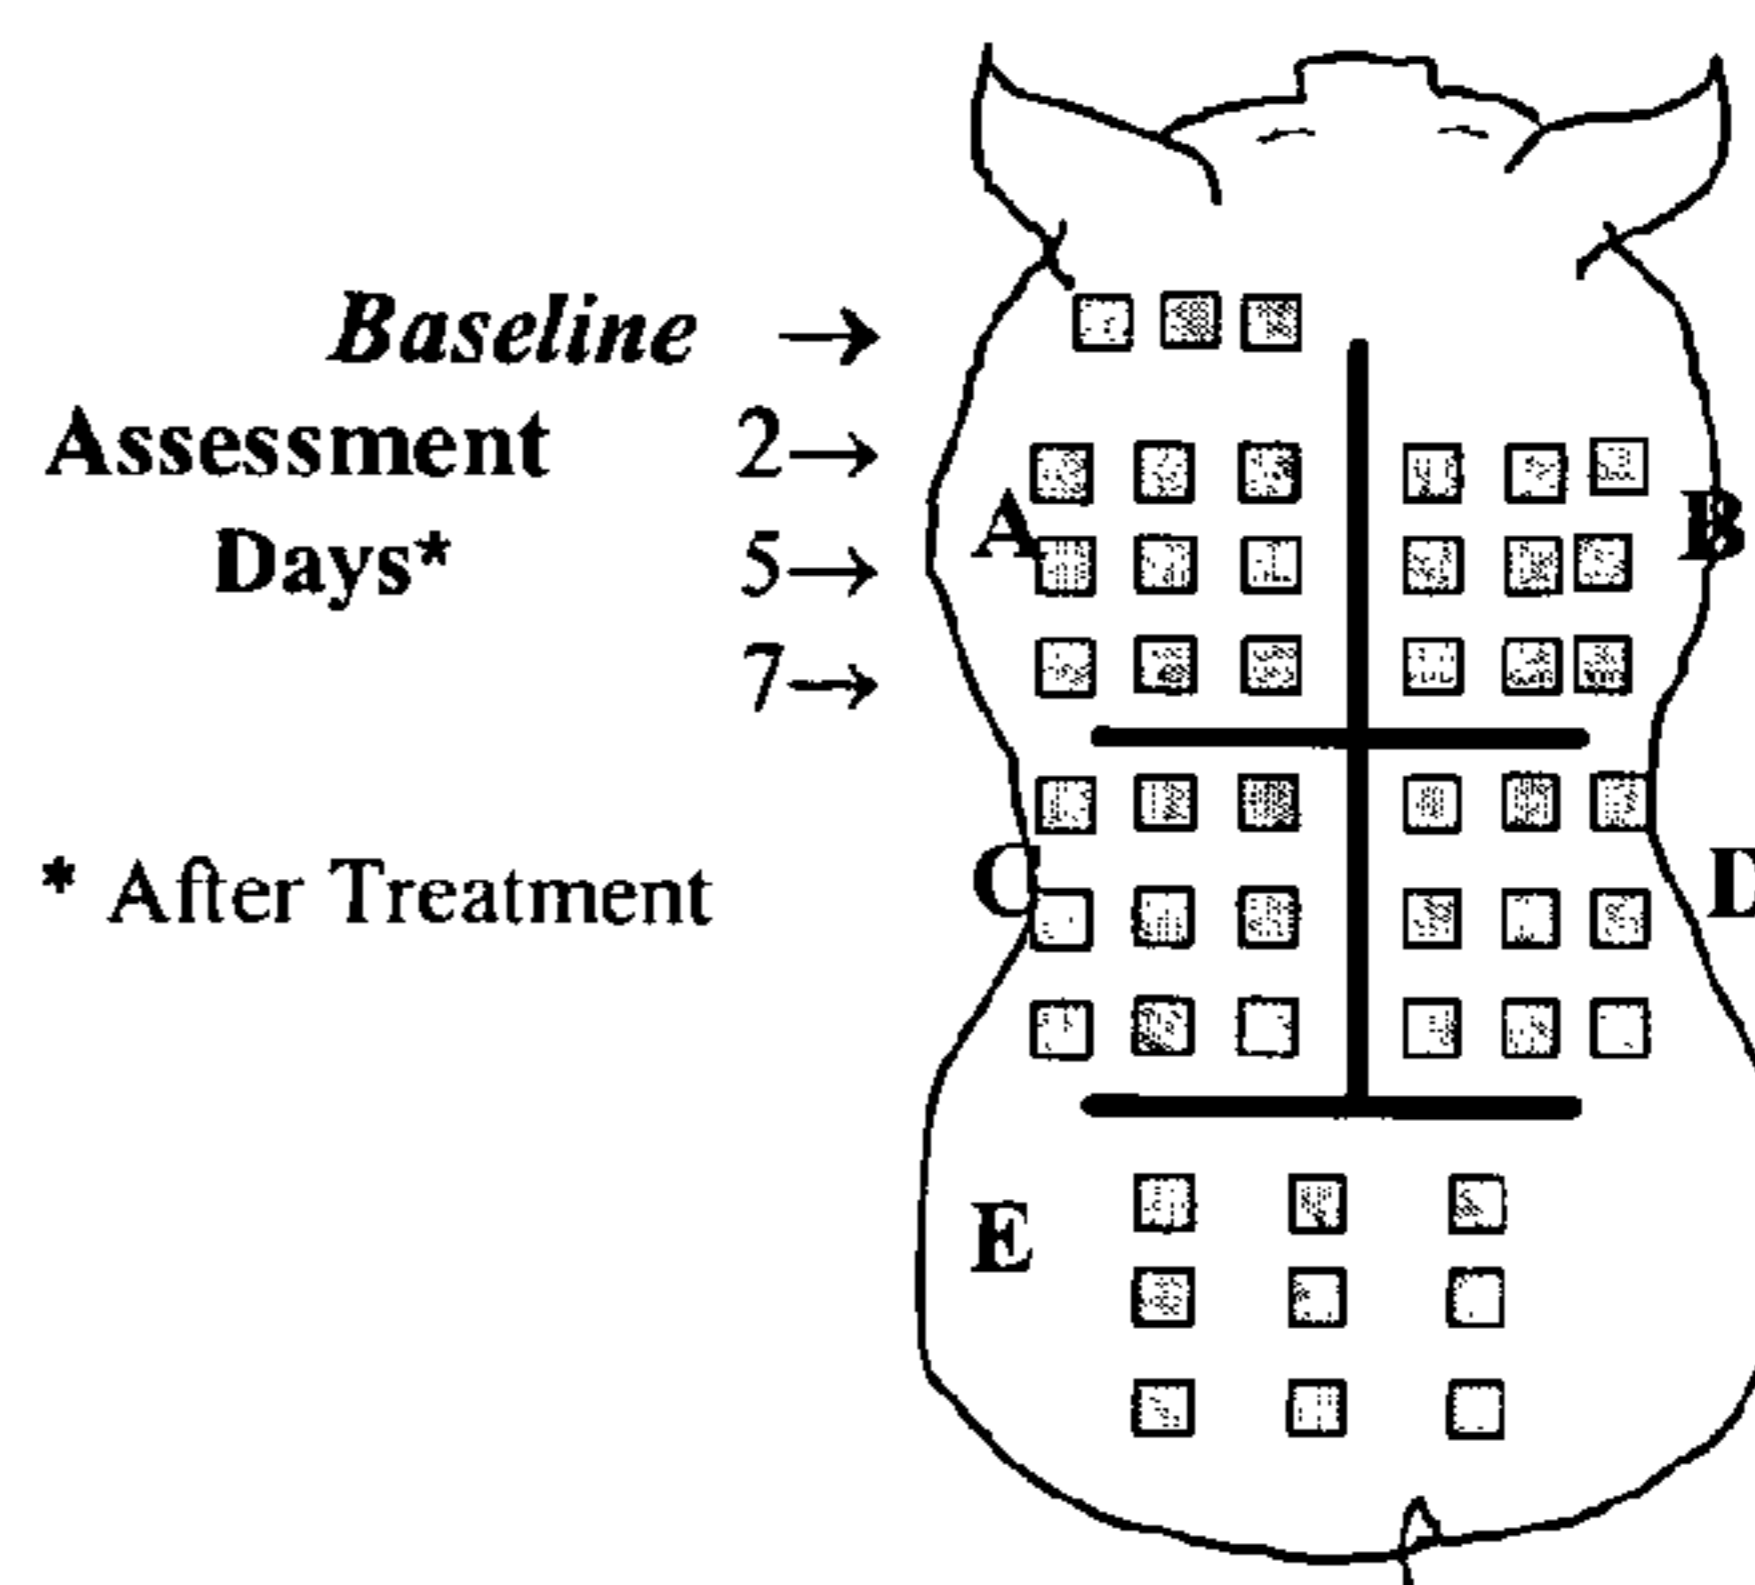 Baseline →
Assessment 2→
Days* 5→
7→
* After Treatment
A
B
C
D
E